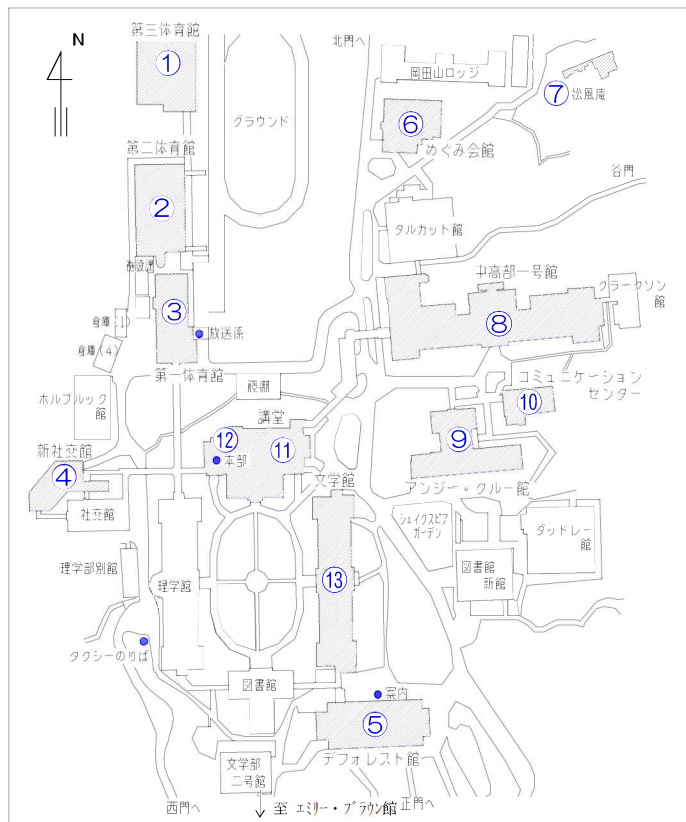 第三体育館
①
N
北門へ
岡田山ロッジ
⑦
松風庵
グラウンド
⑥
めぐみ会館
第二体育館
②
谷門
タルカット館
施設課
中高部一号館
クラークソン
館
③
⑧
倉庫(1)
放送係
倉庫(4)
第一体育館
藤棚
コミュニケーション
センター
ホルブルック
館
講堂
⑩
新社交館
⑫
⑪
⑨
④
本部
文学館
アンジー・クルー館
社交館
シェイクスピア
ガーデン
ダッドレー
館
理学部別館
理学館
⑬
図書館
新館
タクシーのりば
図書館
案内
⑤
文学部
二号館
デフォレスト館
西門へ
至 エミリー・ブラウン館
正門へ